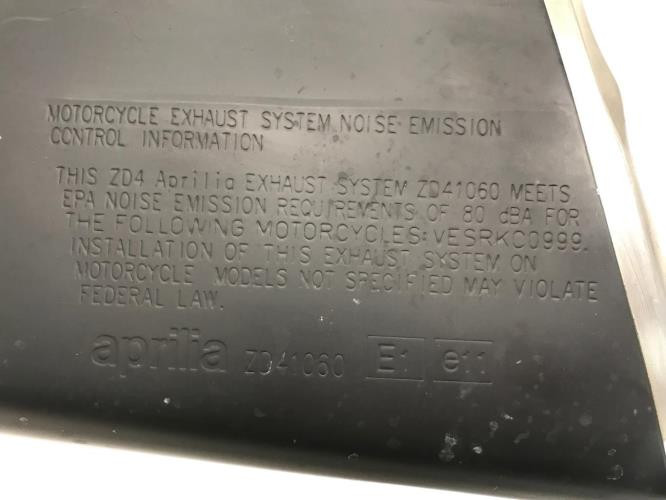 MOTORCYCLE EXHAUST SYSTEM NOISE EMISSION
CONTROL INFORMATION
THIS ZD4 Aprilia EXHAUST SYSTEM ZD41060 MEETS
EPA NOISE EMISSION REQUIREMENTS OF 80 dBA FOR
THE FOLLOWING MOTORCYCLES: VESRKC0999.
INSTALLATION OF THIS EXHAUST SYSTEM ON
MOTORCYCLE MODELS NOT SPECIFIED MAY VIOLATE
FEDERAL LAW.
aprilia ZD41060 E1 e11